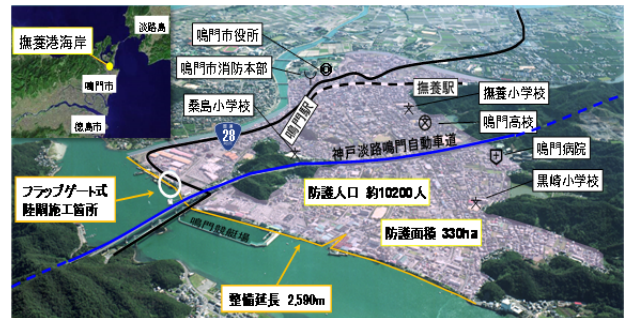 淡路島
撫養港海岸
鳴門市
徳島市
鳴門市役所
鳴門市消防本部
桑島小学校
国道
28
鳴門駅
撫養駅
撫養小学校
鳴門高校
神戸淡路鳴門自動車道
鳴門病院
黒崎小学校
フラップゲート式
陸閘施工箇所
防護人口 約10200人
防護面積 330ha
鳴門競艇場
整備延長 2,590m